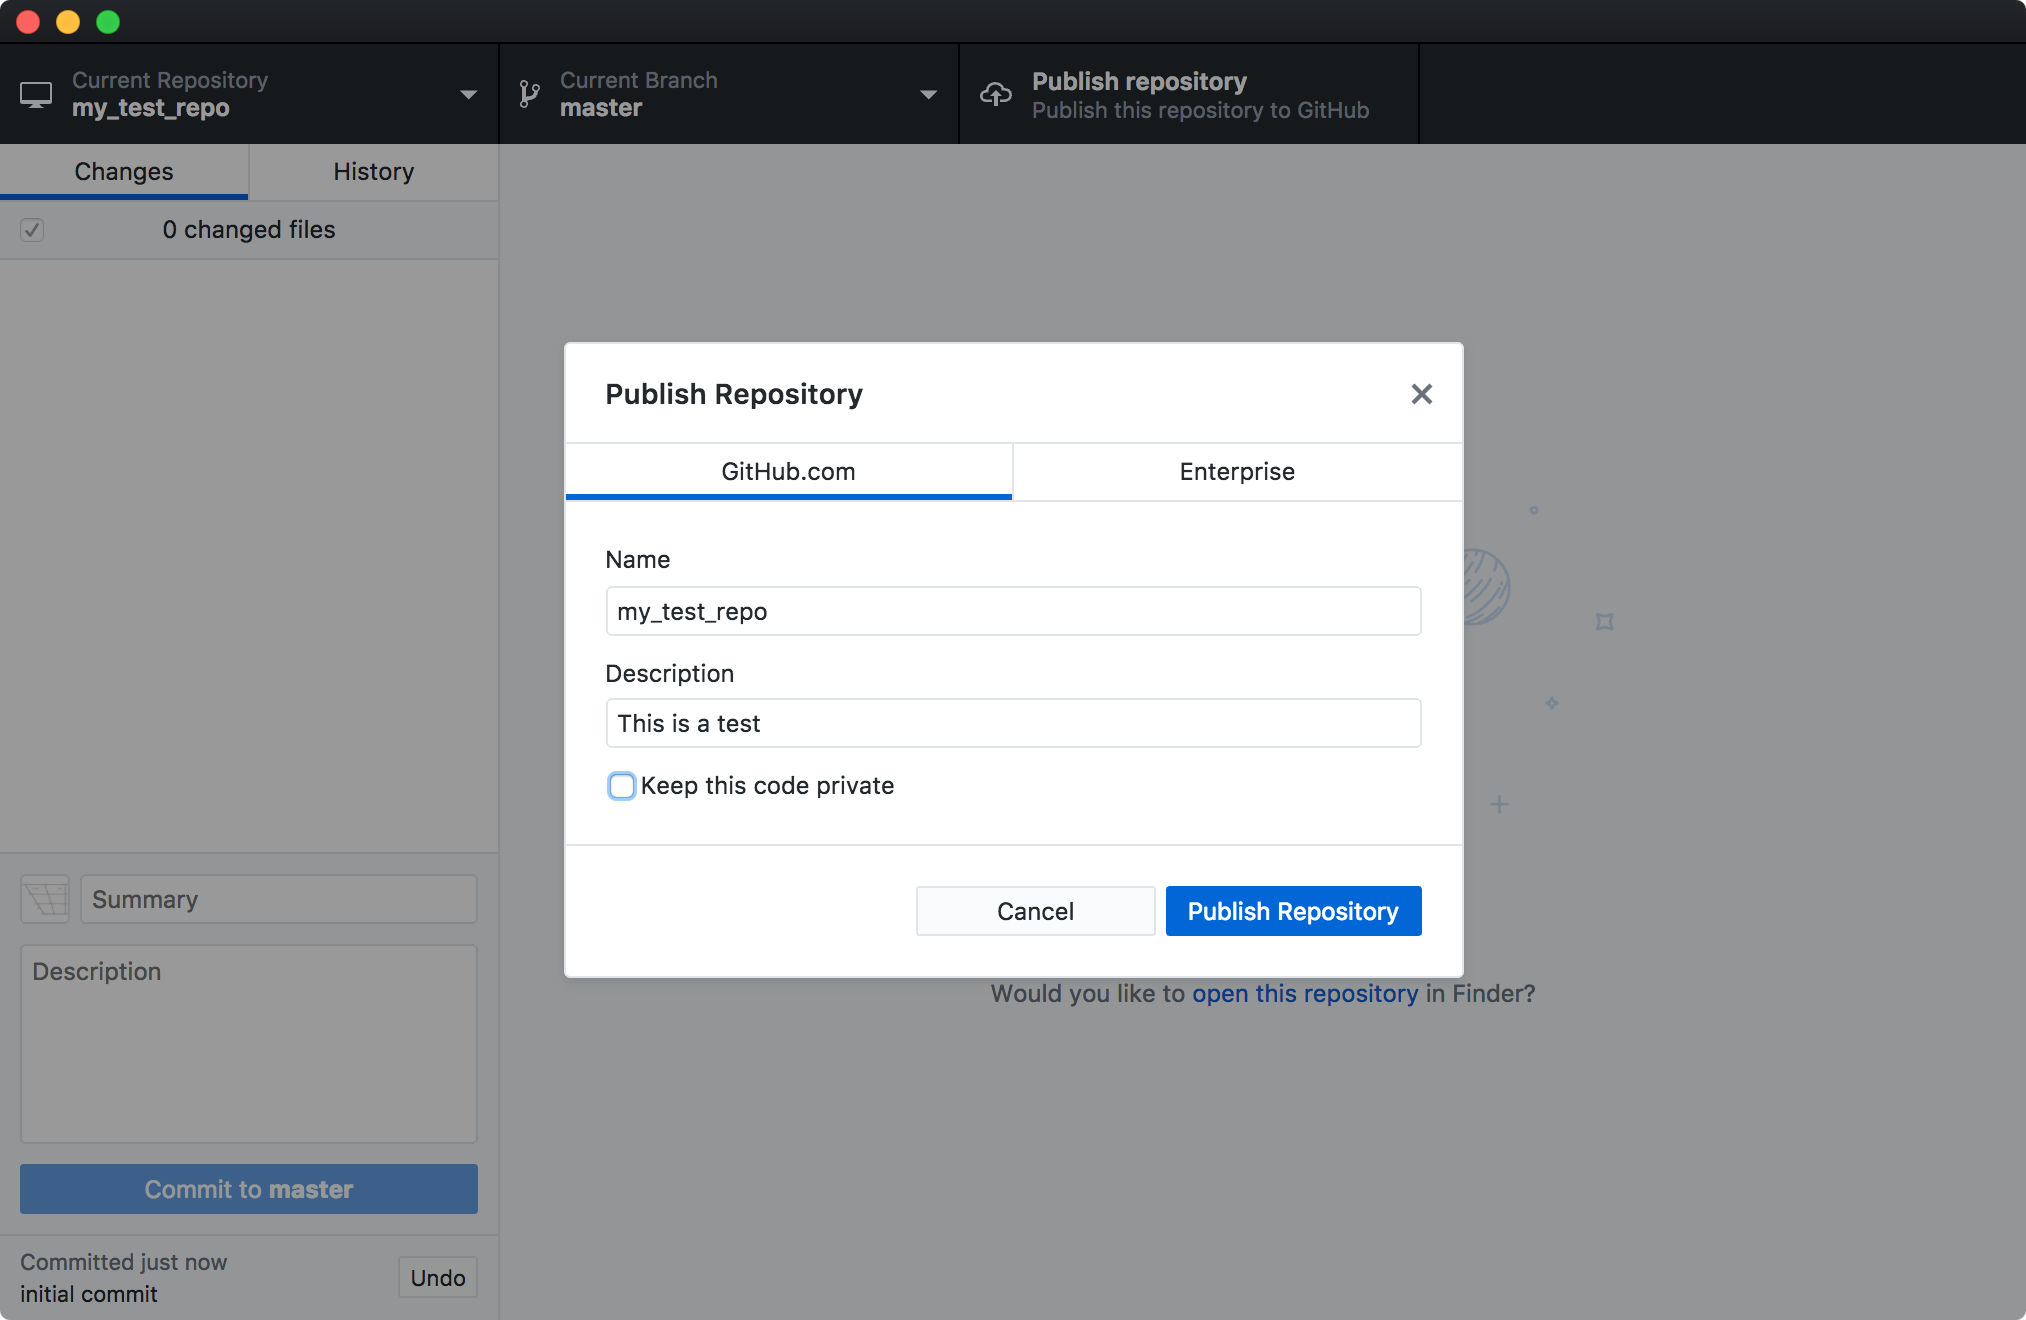 Current Repository
my_test_repo
Current Branch
master
Publish repository
Publish this repository to GitHub
Changes
History
0 changed files
Publish Repository
GitHub.com
Enterprise
Name
my_test_repo
Description
This is a test
Keep this code private
Cancel
Publish Repository
Would you like to open this repository in Finder?
Summary
Description
Commit to master
Committed just now
initial commit
Undo